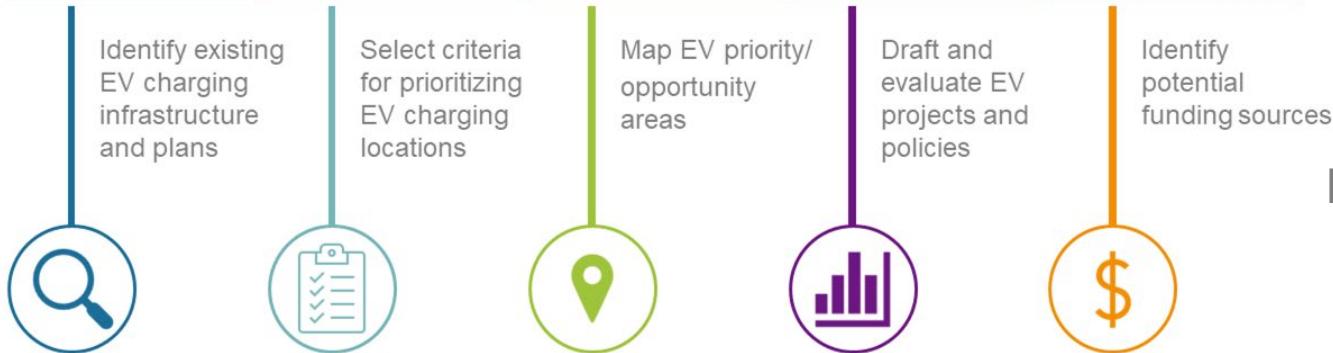 Identify existing
EV charging
infrastructure
and plans
Select criteria
for prioritizing
EV charging
locations
Map EV priority/
opportunity
areas
Draft and
evaluate EV
projects and
policies
Identify
potential
funding sources
$